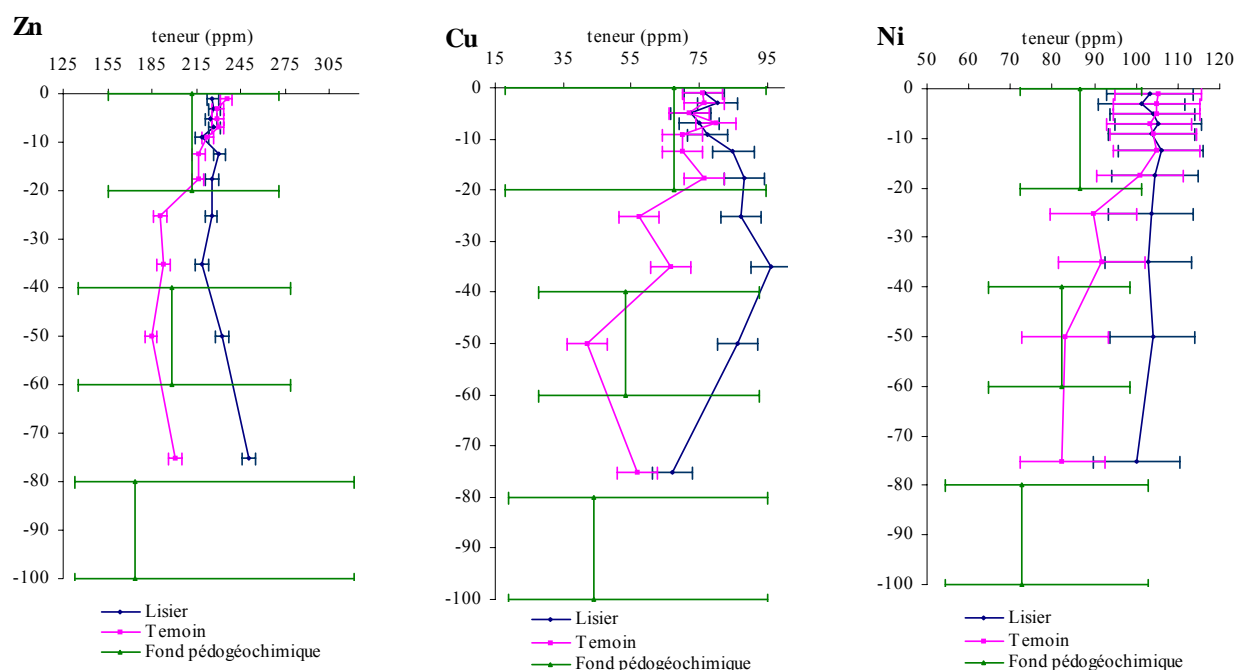 Zn
teneur (ppm)
125 155 185 215 245 275 305
0
-10
-20
-30
-40
-50
-60
-70
-80
-90
-100
Lisier
Temoin
Fond pédogéochimique
Cu
teneur (ppm)
15 35 55 75 95
0
-10
-20
-30
-40
-50
-60
-70
-80
-90
-100
Lisier
Temoin
Fond pédogéochimique
Ni
teneur (ppm)
50 60 70 80 90 100 110 120
0
-10
-20
-30
-40
-50
-60
-70
-80
-90
-100
Lisier
Temoin
Fond pédogéochimique